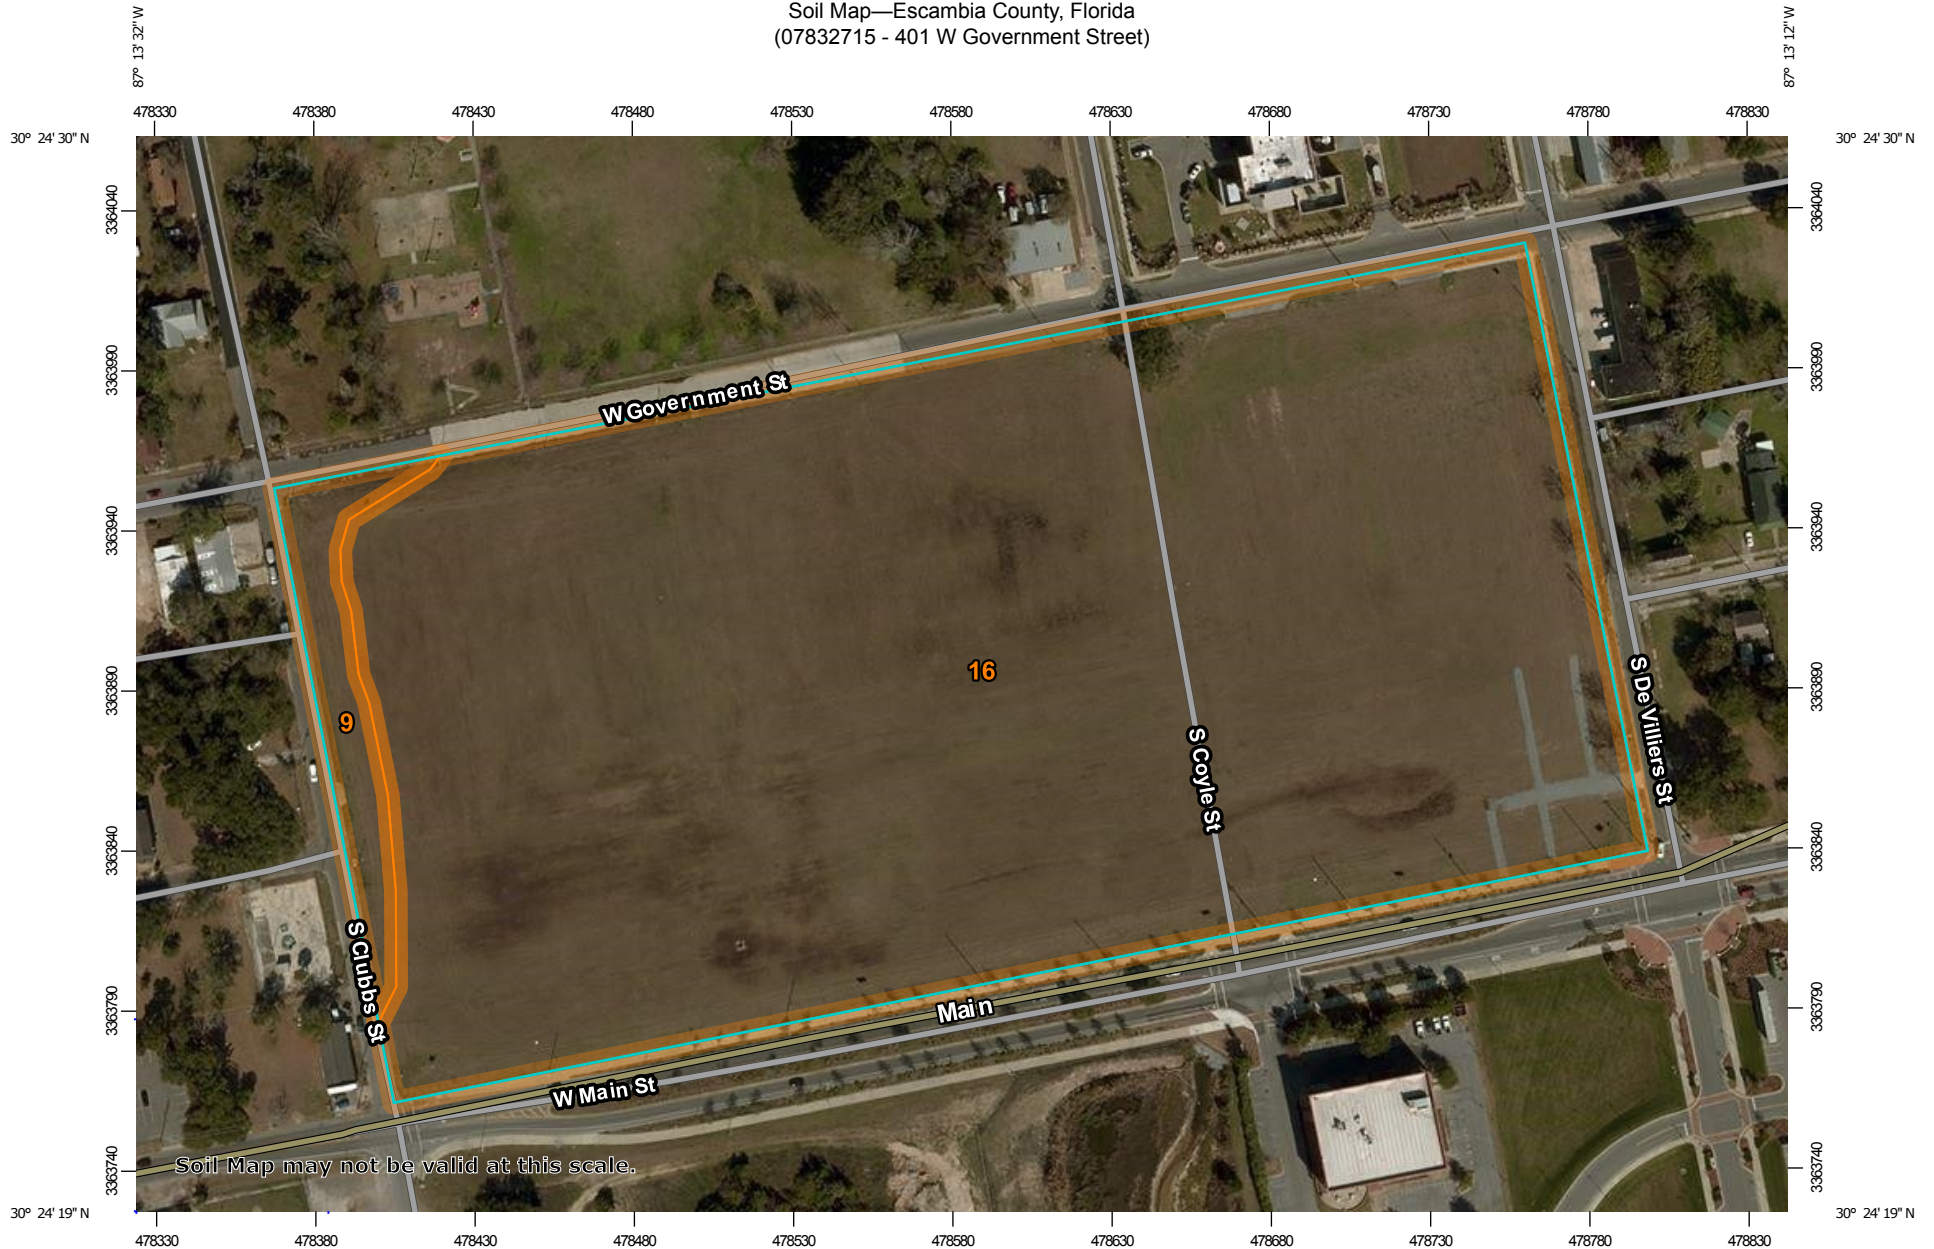 Soil Map—Escambia County, Florida
(07832715 - 401 W Government Street)
87° 13' 32" W
87° 13' 12" W
478330 478380 478430 478480 478530 478580 478630 478680 478730 478780 478830
30° 24' 30" N
30° 24' 30" N
3364040
3364040
3363990
3363990
W Government St
3363940
3363940
16
3363890
3363890
9
S De Villiers St
S Coyle St
3363840
3363840
S Clubbs St
3363790
3363790
Main
W Main St
3363740
3363740
Soil Map may not be valid at this scale.
30° 24' 19" N
30° 24' 19" N
478330 478380 478430 478480 478530 478580 478630 478680 478730 478780 478830